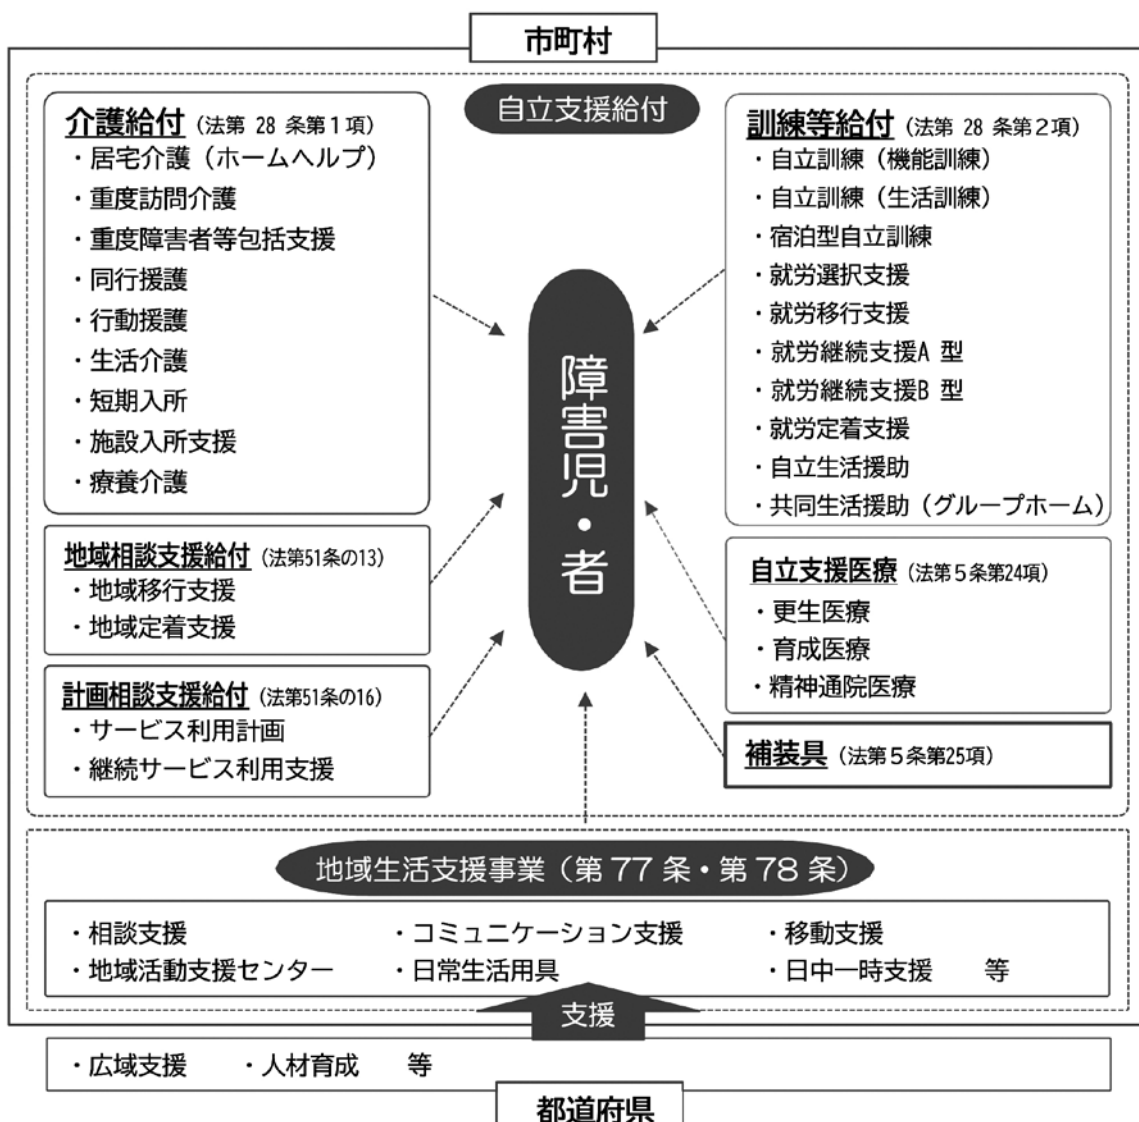 市町村
自立支援給付
介護給付（法第 28 条第１項）
・居宅介護（ホームヘルプ）
・重度訪問介護
・重度障害者等包括支援
・同行援護
・行動援護
・生活介護
・短期入所
・施設入所支援
・療養介護
地域相談支援給付（法第51条の13）
・地域移行支援
・地域定着支援
計画相談支援給付（法第51条の16）
・サービス利用計画
・継続サービス利用支援
障害児・者
訓練等給付（法第 28 条第２項）
・自立訓練（機能訓練）
・自立訓練（生活訓練）
・宿泊型自立訓練
・就労選択支援
・就労移行支援
・就労継続支援A 型
・就労継続支援B 型
・就労定着支援
・自立生活援助
・共同生活援助（グループホーム）
自立支援医療（法第５条第24項）
・更生医療
・育成医療
・精神通院医療
補装具（法第５条第25項）
地域生活支援事業（第 77 条・第 78 条）
・相談支援 ・コミュニケーション支援 ・移動支援
・地域活動支援センター ・日常生活用具 ・日中一時支援 等
支援
・広域支援 ・人材育成 等
都道府県